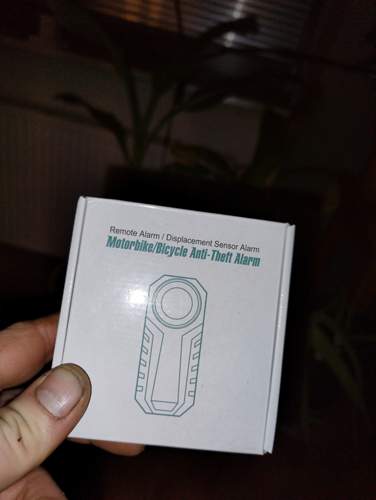 Remote Alarm / Displacement Sensor Alarm
Motorbike/Bicycle Anti-Theft Alarm